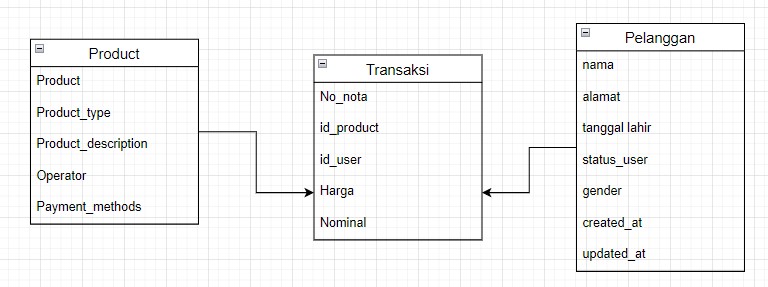 Product
Product
Product_type
Product_description
Operator
Payment_methods
Transaksi
No_nota
id_product
id_user
Harga
Nominal
Pelanggan
nama
alamat
tanggal lahir
status_user
gender
created_at
updated_at